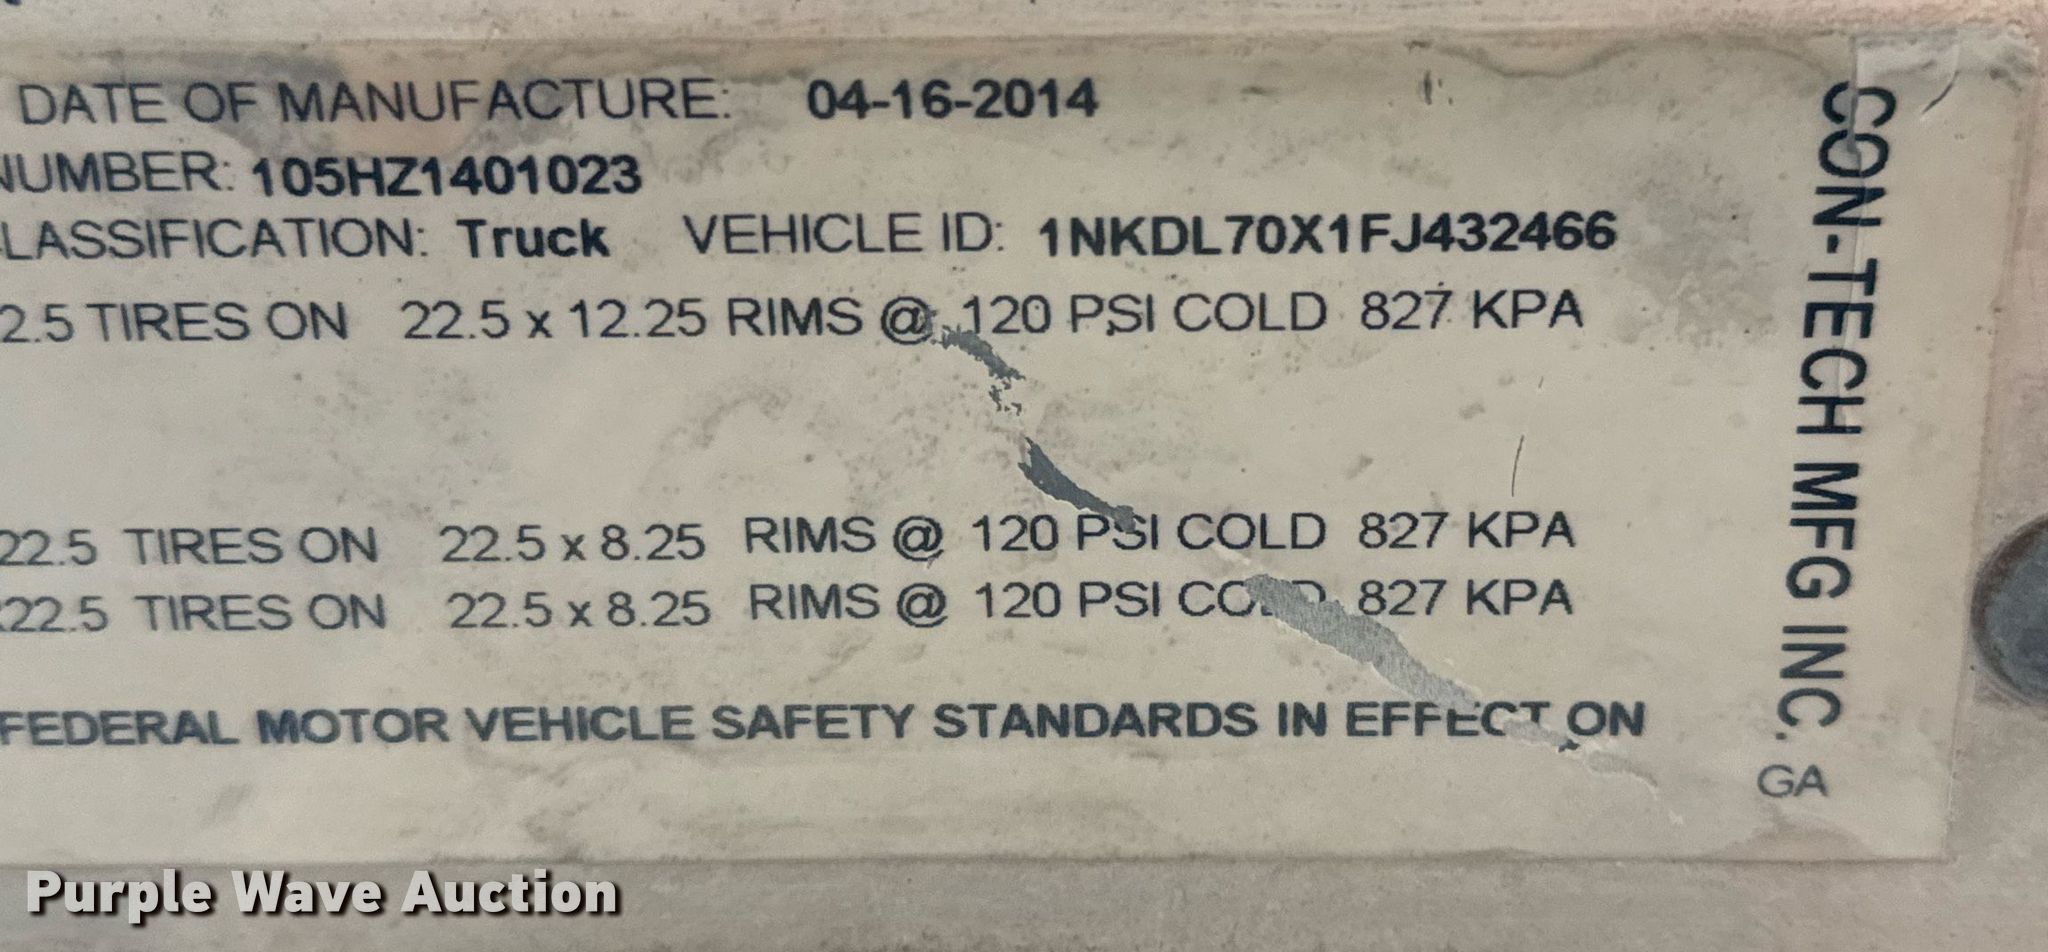 DATE OF MANUFACTURE: 04-16-2014
NUMBER: 105HZ1401023
LASSIFICATION: Truck VEHICLE ID: 1NKDL70X1FJ432466
2.5 TIRES ON 22.5 x 12.25 RIMS @ 120 PSI COLD 827 KPA
22.5 TIRES ON 22.5 x 8.25 RIMS @ 120 PSI COLD 827 KPA
22.5 TIRES ON 22.5 x 8.25 RIMS @ 120 PSI COLD 827 KPA
FEDERAL MOTOR VEHICLE SAFETY STANDARDS IN EFFECT ON
CON-TECH MFG INC.
GA
Purple Wave Auction